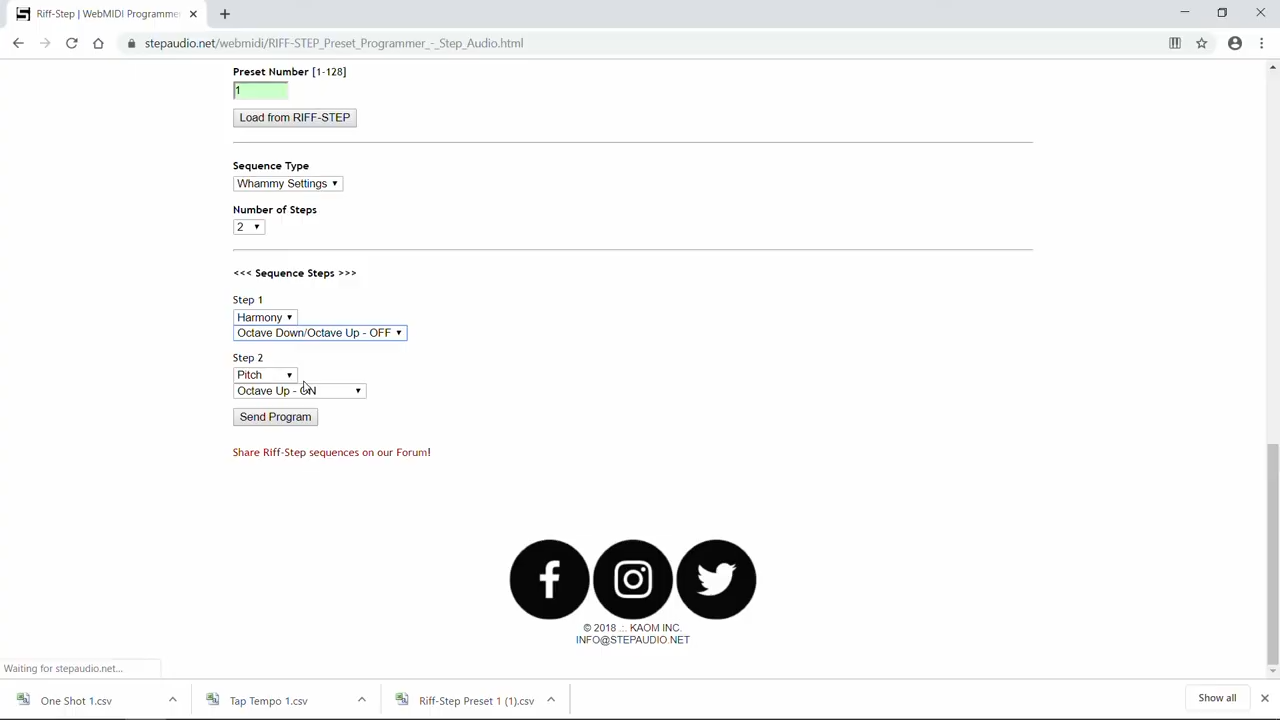 Riff-Step | WebMIDI Programme
stepaudio.net/webmidi/RIFF-STEP_Preset_Programmer_-_Step_Audio.html
Preset Number [1-128]
1
Load from RIFF-STEP
Sequence Type
Whammy Settings
Number of Steps
2
<<< Sequence Steps >>>
Step 1
Harmony
Octave Down/Octave Up - OFF
Step 2
Pitch
Octave Up - ON
Send Program
Share Riff-Step sequences on our Forum!
© 2018 .:. KAOM INC.
INFO@STEPAUDIO.NET
Waiting for stepaudio.net...
One Shot 1.csv
Tap Tempo 1.csv
Riff-Step Preset 1 (1).csv
Show all